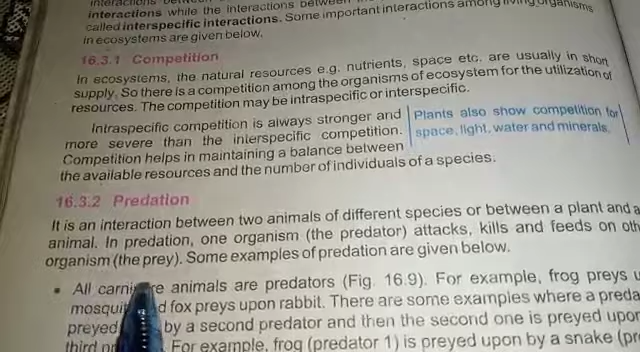 interactions while the interactions between
called interspecific interactions. Some important interactions among living organisms
in ecosystems are given below.
16.3.1 Competition
In ecosystems, the natural resources e.g. nutrients, space etc. are usually in short
supply. So there is a competition among the organisms of ecosystem for the utilization of
resources. The competition may be intraspecific or interspecific.
Intraspecific competition is always stronger and
more severe than the interspecific competition.
Competition helps in maintaining a balance between
the available resources and the number of individuals of a species.
Plants also show competition for
space, light, water and minerals.
16.3.2 Predation
It is an interaction between two animals of different species or between a plant and a
animal. In predation, one organism (the predator) attacks, kills and feeds on oth
organism (the prey). Some examples of predation are given below.
• All animals are predators (Fig. 16.9). For example, frog preys u
fox preys upon rabbit. There are some examples where a preda
preyed by a second predator and then the second one is preyed upon
third For example, frog (predator 1) is preyed upon by a snake (pr